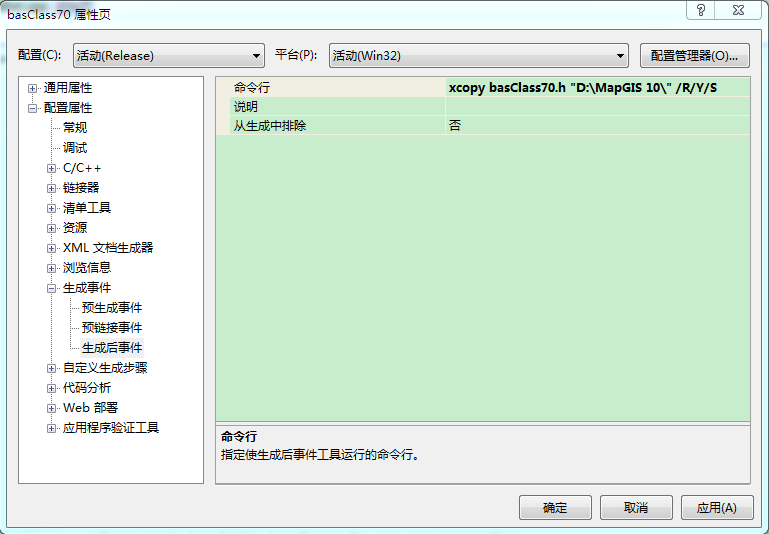 basClass70 属性页
配置(C): 活动(Release) 平台(P): 活动(Win32) 配置管理器(O)...
通用属性
配置属性
常规
调试
C/C++
链接器
清单工具
资源
XML 文档生成器
浏览信息
生成事件
预生成事件
预链接事件
生成后事件
自定义生成步骤
代码分析
Web 部署
应用程序验证工具
命令行 xcopy basClass70.h "D:\MapGIS 10\" /R/Y/S
说明
从生成中排除 否
命令行
指定使生成后事件工具运行的命令行。
确定 取消 应用(A)